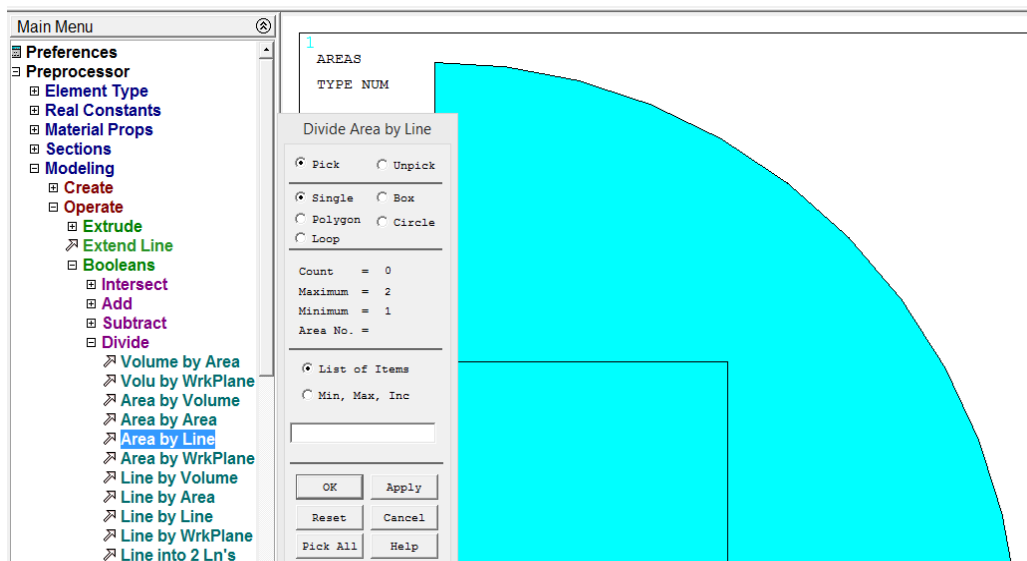 Main Menu
Preferences
Preprocessor
Element Type
Real Constants
Material Props
Sections
Modeling
Create
Operate
Extrude
Extend Line
Booleans
Intersect
Add
Subtract
Divide
Volume by Area
Volu by WrkPlane
Area by Volume
Area by Area
Area by Line
Area by WrkPlane
Line by Volume
Line by Area
Line by Line
Line by WrkPlane
Line into 2 Ln's
1
AREAS
TYPE NUM
Divide Area by Line
Pick Unpick
Single Box
Polygon Circle
Loop
Count = 0
Maximum = 2
Minimum = 1
Area No. =
List of Items
Min, Max, Inc
OK Apply
Reset Cancel
Pick All Help